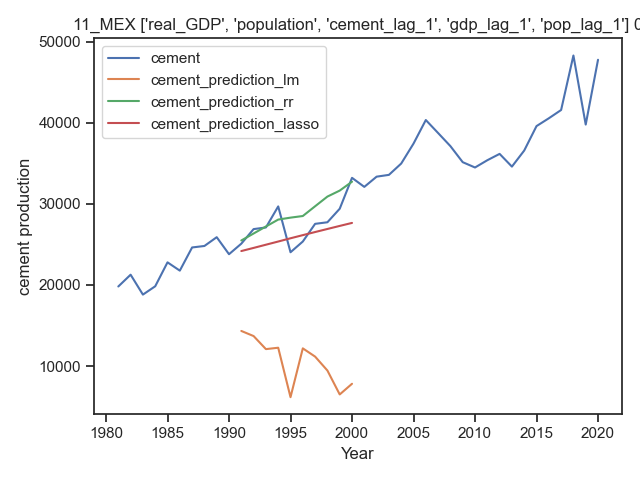 11_MEX ['real_GDP', 'population', 'cement_lag_1', 'gdp_lag_1', 'pop_lag_1'] 0
cement
cement_prediction_lm
cement_prediction_rr
cement_prediction_lasso
50000
40000
30000
20000
10000
cement production
1980 1985 1990 1995 2000 2005 2010 2015 2020
Year